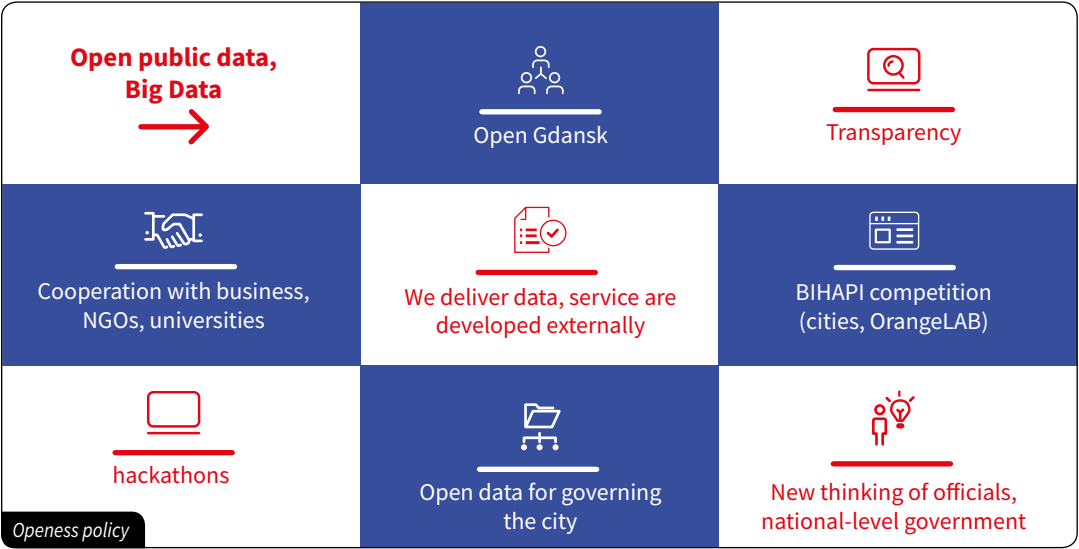 Open public data,
Big Data
Open Gdansk
Transparency
Cooperation with business,
NGOs, universities
We deliver data, service are
developed externally
BIHAPI competition
(cities, OrangeLAB)
hackathons
Open data for governing
the city
New thinking of officials,
national-level government
Openess policy